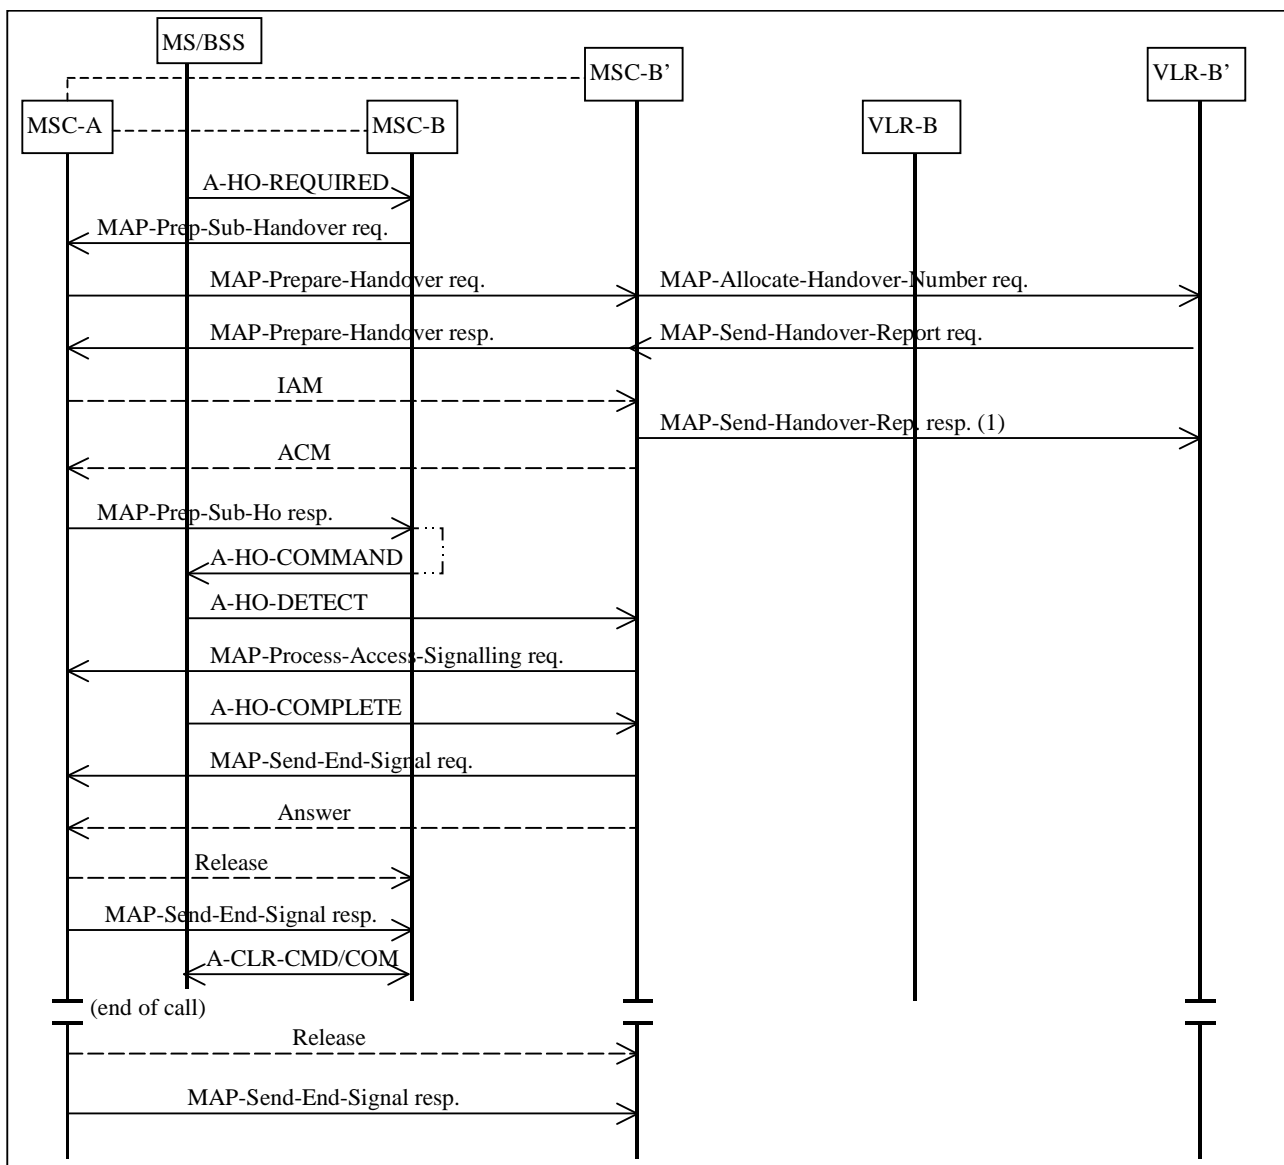 MS/BSS
MSC-B’
VLR-B’
MSC-A
MSC-B
VLR-B
A-HO-REQUIRED
MAP-Prep-Sub-Handover req.
MAP-Prepare-Handover req.
MAP-Allocate-Handover-Number req.
MAP-Prepare-Handover resp.
MAP-Send-Handover-Report req.
IAM
MAP-Send-Handover-Rep. resp. (1)
ACM
MAP-Prep-Sub-Ho resp.
A-HO-COMMAND
A-HO-DETECT
MAP-Process-Access-Signalling req.
A-HO-COMPLETE
MAP-Send-End-Signal req.
Answer
Release
MAP-Send-End-Signal resp.
A-CLR-CMD/COM
(end of call)
Release
MAP-Send-End-Signal resp.